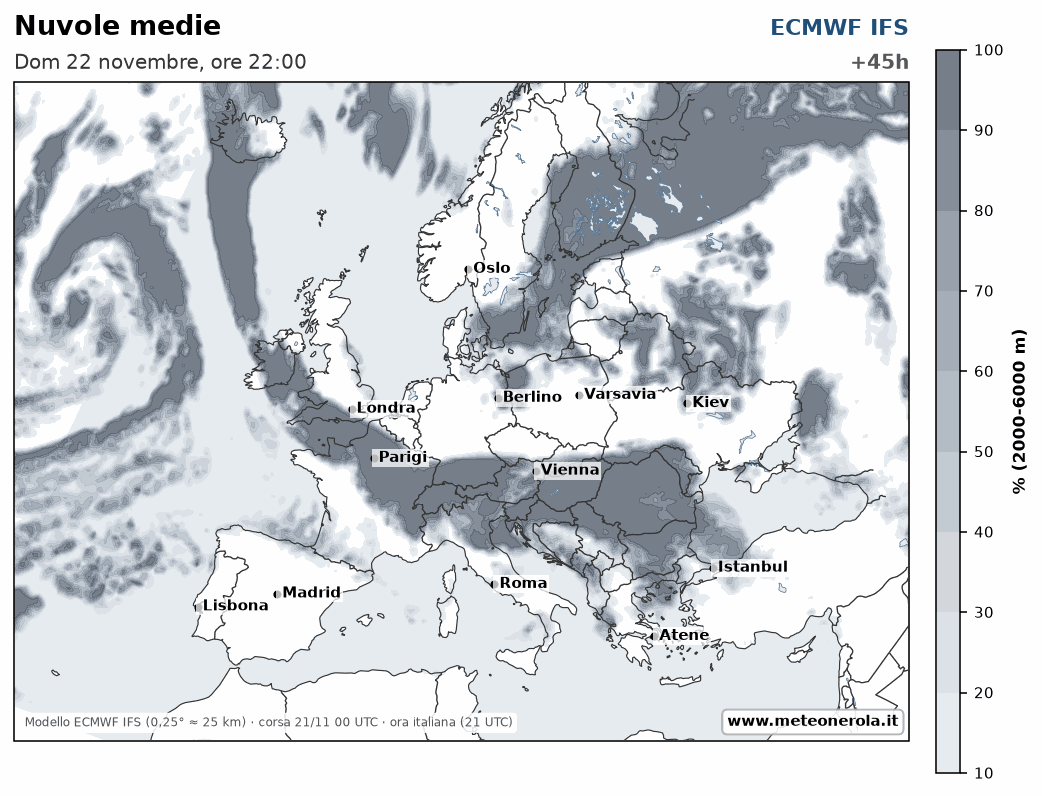 Nuvole medie
ECMWF IFS
Dom 22 novembre, ore 22:00
+45h
Oslo
Londra
Berlino
Varsavia
Kiev
Parigi
Vienna
Istanbul
Roma
Madrid
Lisbona
Atene
Modello ECMWF IFS (0,25° ≈ 25 km) · corsa 21/11 00 UTC · ora italiana (21 UTC)
www.meteonerola.it
100
90
80
70
60
50
40
30
20
10
% (2000-6000 m)